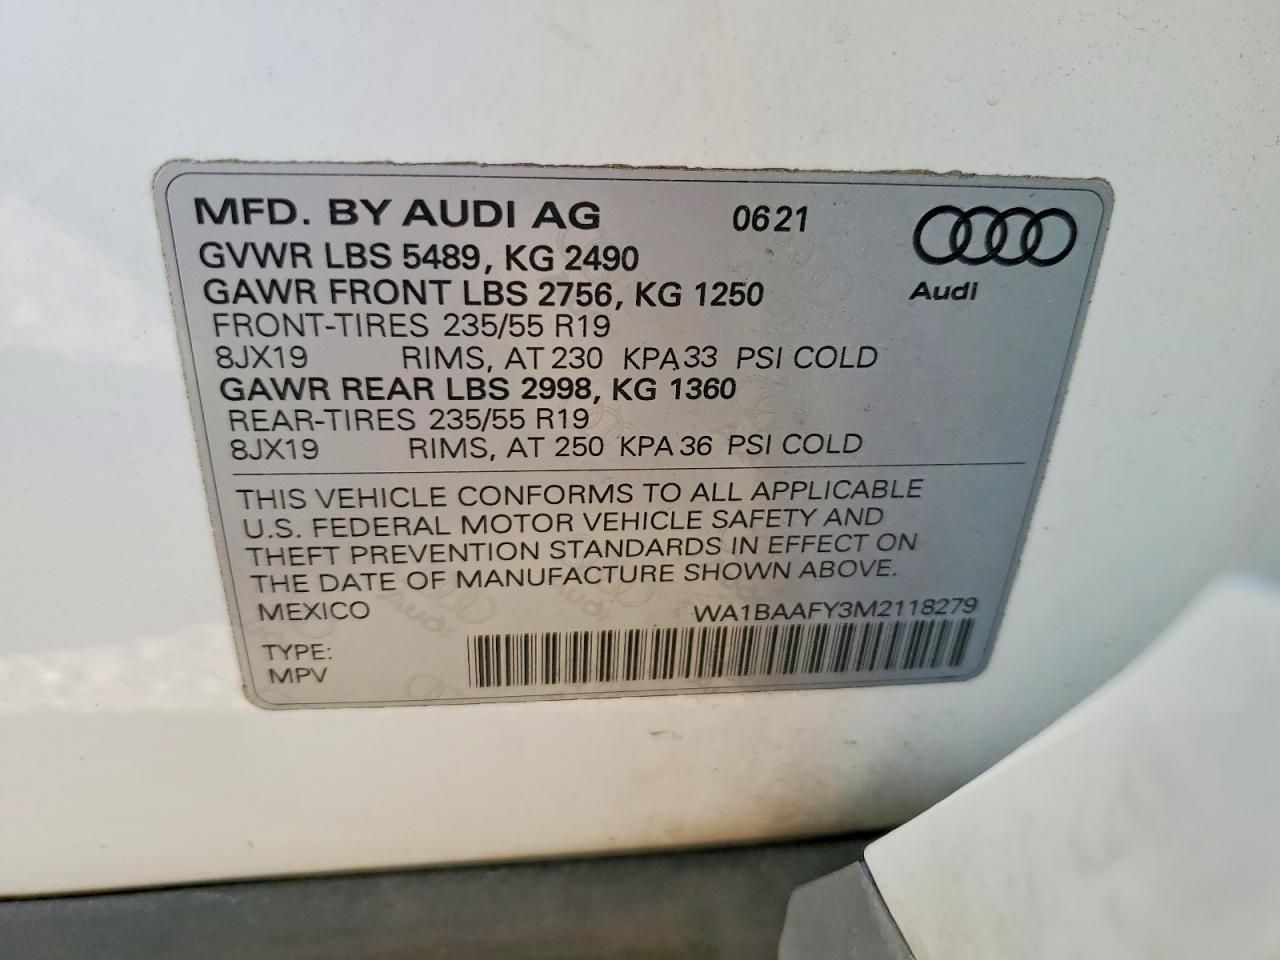 MFD. BY AUDI AG 0621
GVWR LBS 5489, KG 2490
GAWR FRONT LBS 2756, KG 1250
Audi
FRONT-TIRES 235/55 R19
8JX19 RIMS, AT 230 KPA 33 PSI COLD
GAWR REAR LBS 2998, KG 1360
REAR-TIRES 235/55 R19
8JX19 RIMS, AT 250 KPA 36 PSI COLD
THIS VEHICLE CONFORMS TO ALL APPLICABLE
U.S. FEDERAL MOTOR VEHICLE SAFETY AND
THEFT PREVENTION STANDARDS IN EFFECT ON
THE DATE OF MANUFACTURE SHOWN ABOVE.
MEXICO WA1BAAFY3M2118279
TYPE:
MPV